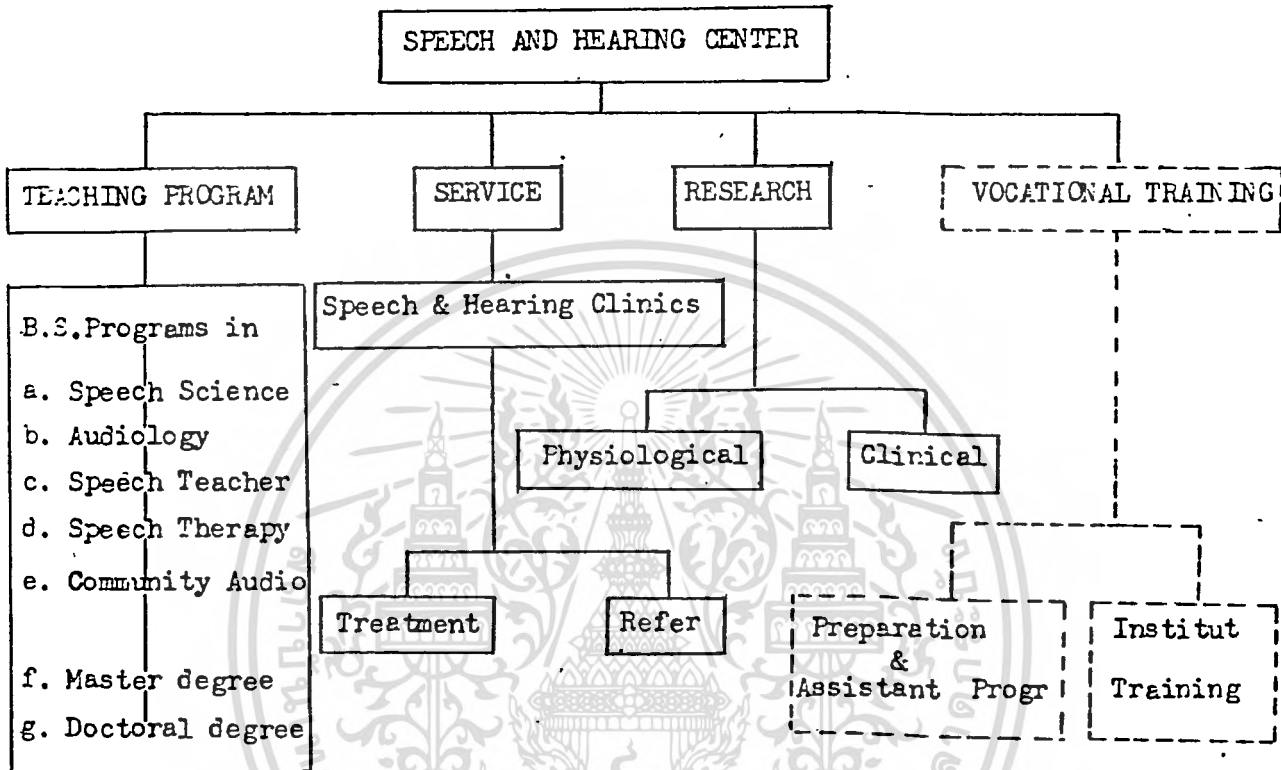 SPEECH AND HEARING CENTER
TEACHING PROGRAM
SERVICE
RESEARCH
VOCATIONAL TRAINING
B.S.Programs in
a. Speech Science
b. Audiology
c. Speech Teacher
d. Speech Therapy
e. Community Audio
f. Master degree
g. Doctoral degree
Speech & Hearing Clinics
Treatment
Refer
Physiological
Clinical
Preparation
&
Assistant Progr
Institut
Training